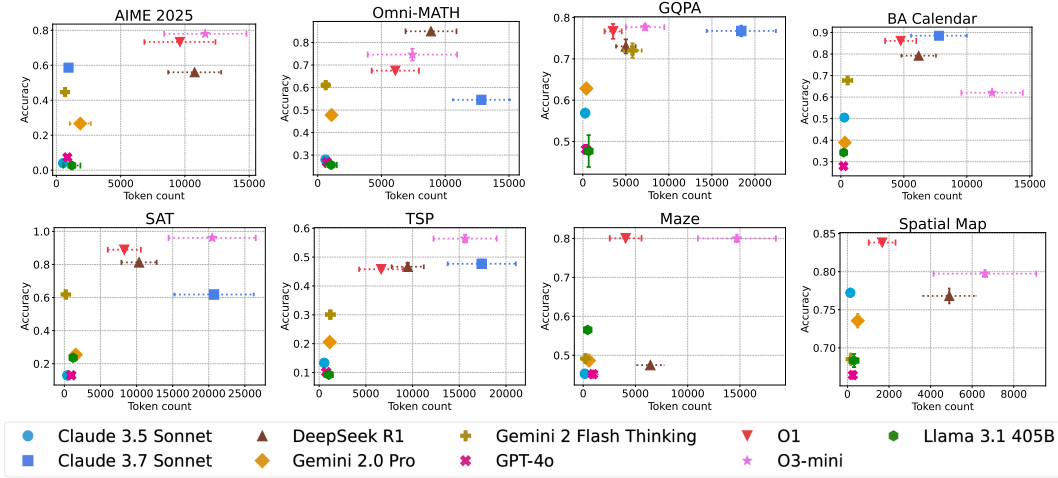 AIME 2025
Accuracy
0.8
0.6
0.4
0.2
0.0
0 5000 10000 15000
Token count
Omni-MATH
Accuracy
0.8
0.7
0.6
0.5
0.4
0.3
0 5000 10000 15000
Token count
GQPA
Accuracy
0.8
0.7
0.6
0.5
0 5000 10000 15000 20000
Token count
BA Calendar
Accuracy
0.9
0.8
0.7
0.6
0.5
0.4
0.3
0 5000 10000 15000
Token count
SAT
Accuracy
1.0
0.8
0.6
0.4
0.2
0 5000 10000 15000 20000 25000
Token count
TSP
Accuracy
0.6
0.5
0.4
0.3
0.2
0.1
0 5000 10000 15000 20000
Token count
Maze
Accuracy
0.8
0.7
0.6
0.5
0 5000 10000 15000
Token count
Spatial Map
Accuracy
0.85
0.80
0.75
0.70
0 2000 4000 6000 8000
Token count
Claude 3.5 Sonnet DeepSeek R1 Gemini 2 Flash Thinking O1 Llama 3.1 405B
Claude 3.7 Sonnet Gemini 2.0 Pro GPT-4o O3-mini